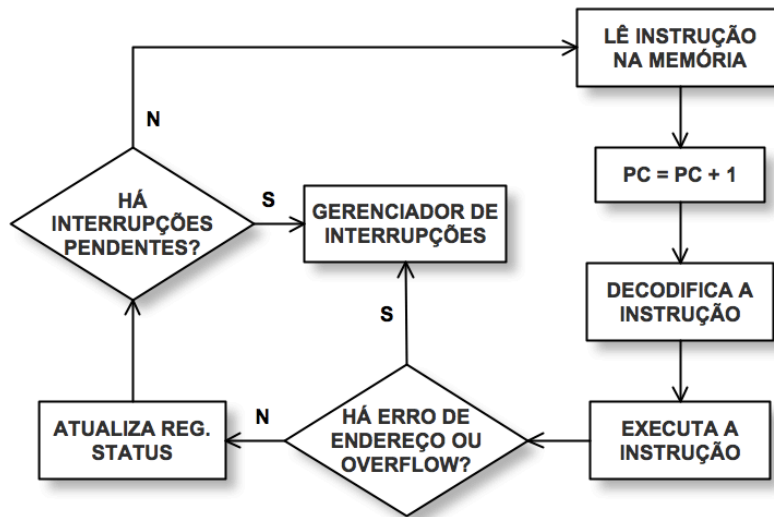 LÊ INSTRUÇÃO
NA MEMÓRIA
N
PC = PC + 1
HÁ
INTERRUPÇÕES
PENDENTES?
S
GERENCIADOR DE
INTERRUPÇÕES
DECODIFICA A
INSTRUÇÃO
S
ATUALIZA REG.
STATUS
N
HÁ ERRO DE
ENDEREÇO OU
OVERFLOW?
EXECUTA A
INSTRUÇÃO